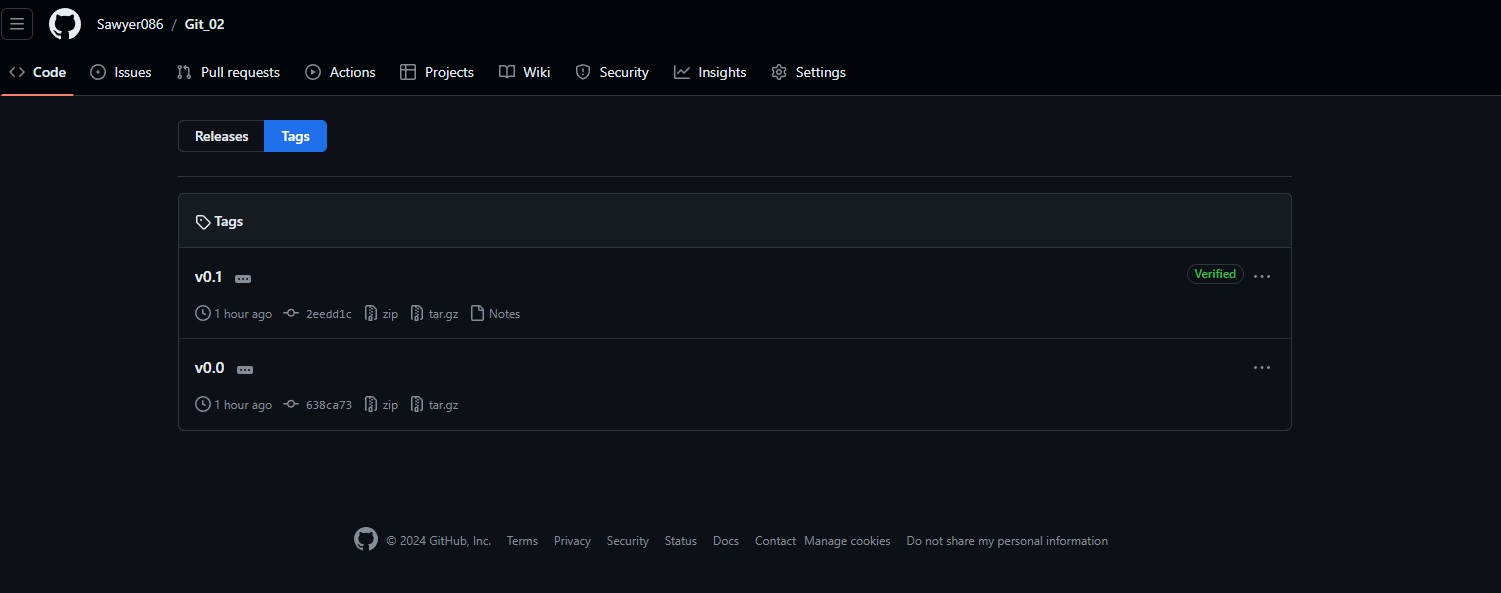 Sawyer086 / Git_02
Code Issues Pull requests Actions Projects Wiki Security Insights Settings
Releases Tags
Tags
v0.1 Verified
1 hour ago 2eedd1c zip tar.gz Notes
v0.0
1 hour ago 638ca73 zip tar.gz
© 2024 GitHub, Inc. Terms Privacy Security Status Docs Contact Manage cookies Do not share my personal information